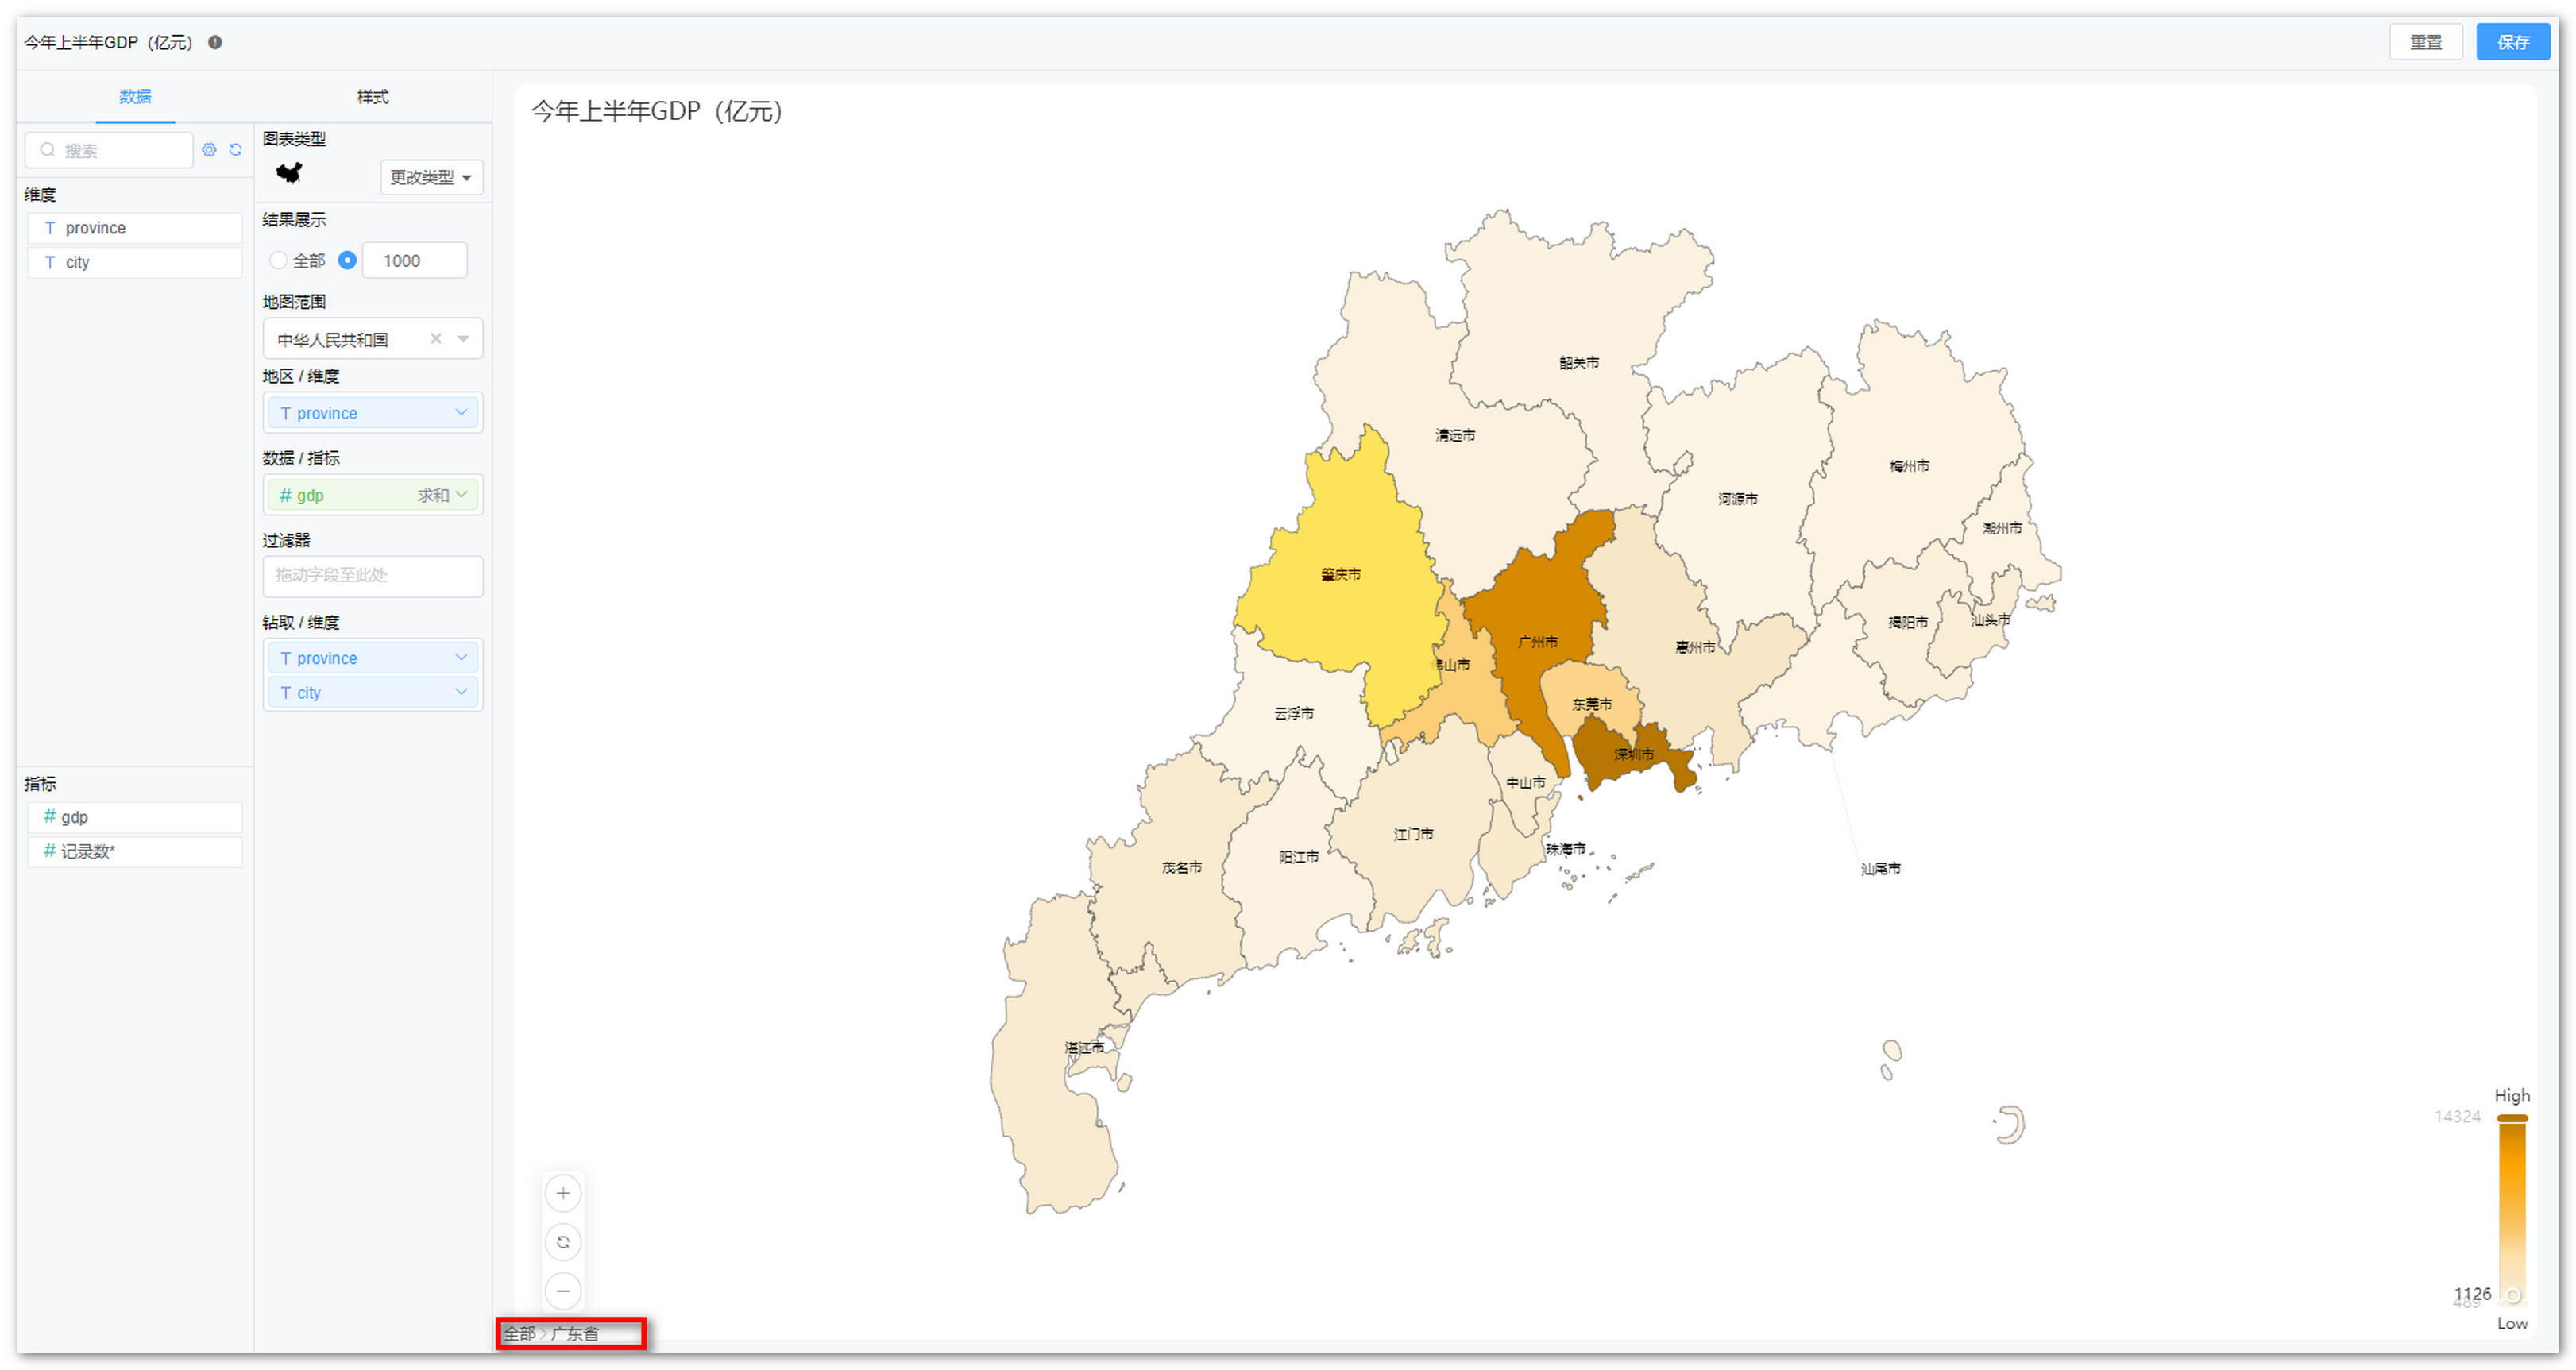 今年上半年GDP（亿元）
重置
保存
数据
样式
搜索
维度
province
city
指标
gdp
记录数*
图表类型
更改类型
结果展示
全部
1000
地图范围
中华人民共和国
地区 / 维度
province
数据 / 指标
gdp 求和
过滤器
拖动字段至此处
钻取 / 维度
province
city
今年上半年GDP（亿元）
韶关市
清远市
梅州市
河源市
潮州市
肇庆市
汕头市
揭阳市
广州市
惠州市
山市
东莞市
云浮市
深圳市
中山市
江门市
珠海市
阳江市
茂名市
汕尾市
湛江市
High
14324
1126
489
Low
全部 > 广东省